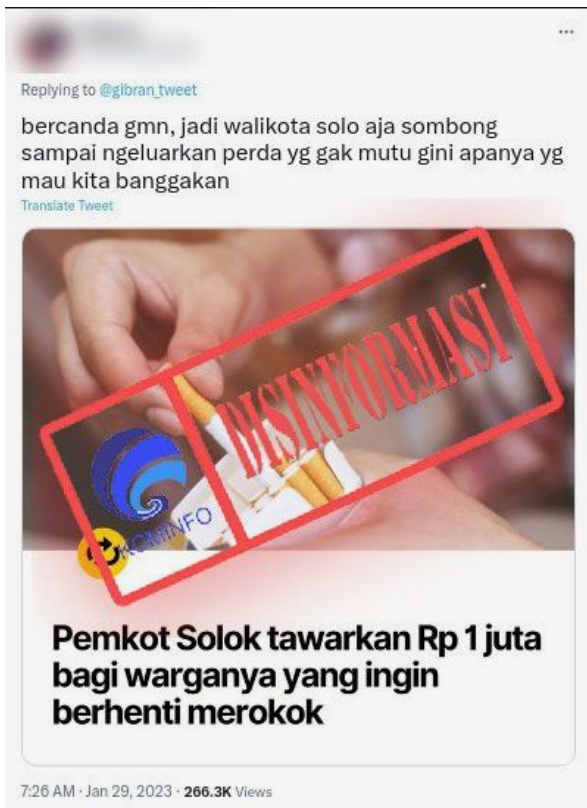 Replying to @gibran_tweet
bercanda gmn, jadi walikota solo aja sombong
sampai ngeluarkan perda yg gak mutu gini apanya yg
mau kita banggakan
Translate Tweet
DISINFORMASI
KOMINFO
Pemkot Solok tawarkan Rp 1 juta
bagi warganya yang ingin
berhenti merokok
7:26 AM · Jan 29, 2023 · 266.3K Views